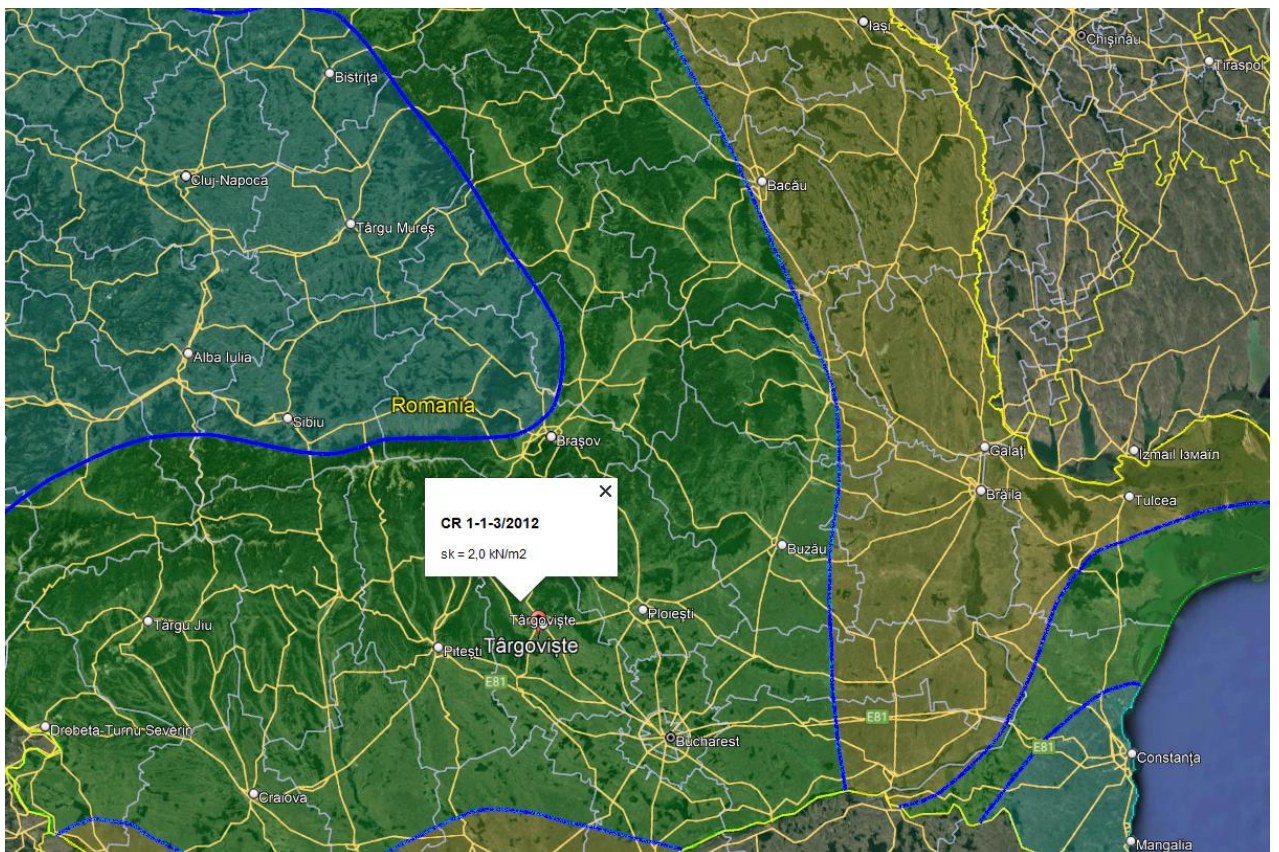 Iași
Chișinău
Tiraspol
Bistrița
Cluj-Napoca
Bacău
Târgu Mureș
Alba Iulia
Romania
Sibiu
Brașov
Galați
Izmail Ізмаїл
Brăila
Tulcea
CR 1-1-3/2012
sk = 2,0 kN/m2
Buzău
Târgu Jiu
Târgoviște
Ploiești
Târgoviște
Pitești
E81
Drobeta-Turnu Severin
E81
Bucharest
E81
Constanța
Craiova
Mangalia